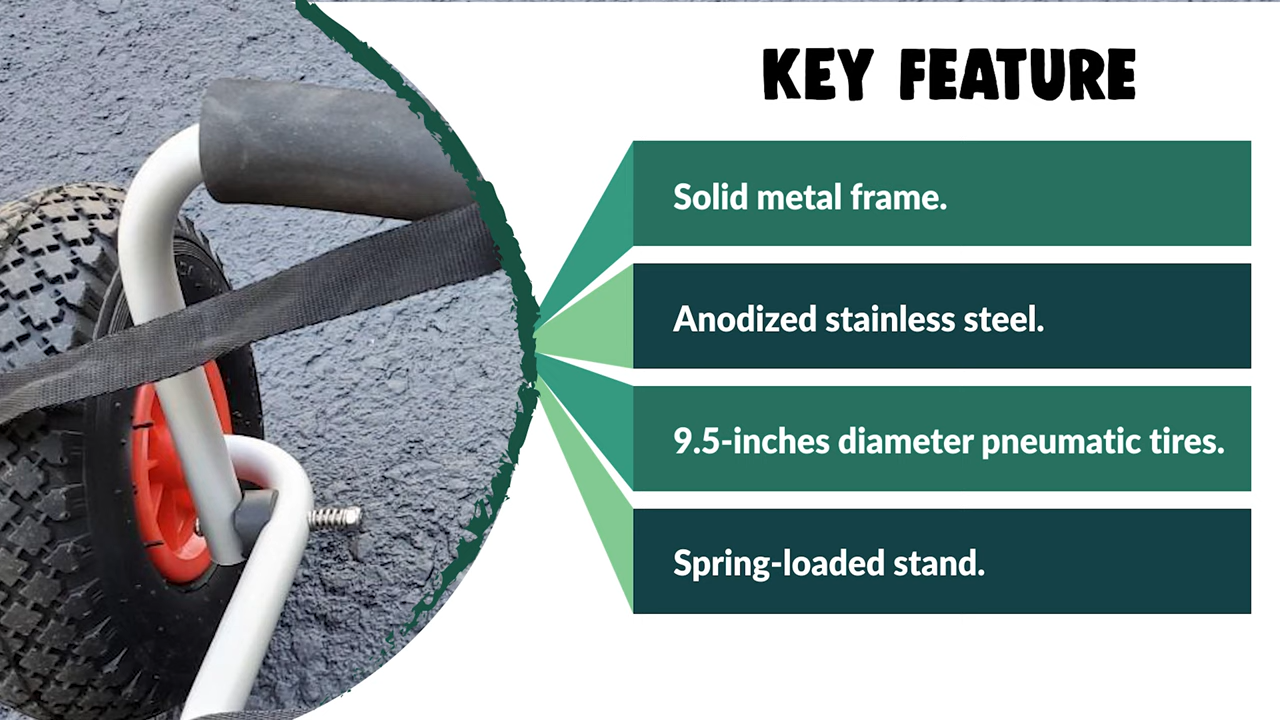 KEY FEATURE
Solid metal frame.
Anodized stainless steel.
9.5-inches diameter pneumatic tires.
Spring-loaded stand.